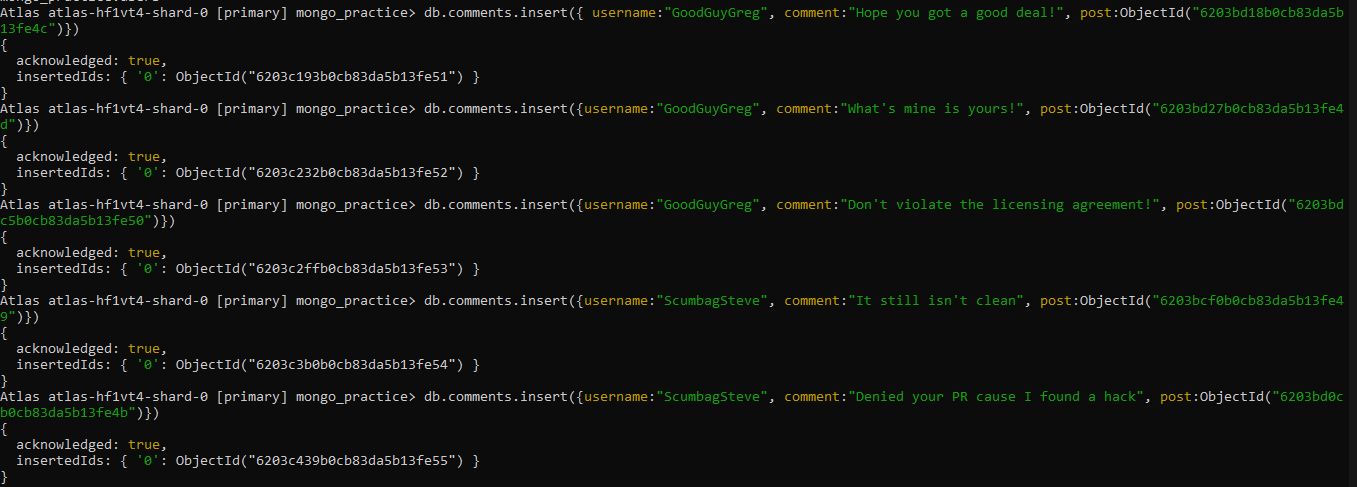 Atlas atlas-hf1vt4-shard-0 [primary] mongo_practice> db.comments.insert({ username:"GoodGuyGreg", comment:"Hope you got a good deal!", post:ObjectId("6203bd18b0cb83da5b
13fe4c")})
{
  acknowledged: true,
  insertedIds: { '0': ObjectId("6203c193b0cb83da5b13fe51") }
}
Atlas atlas-hf1vt4-shard-0 [primary] mongo_practice> db.comments.insert({username:"GoodGuyGreg", comment:"What's mine is yours!", post:ObjectId("6203bd27b0cb83da5b13fe4
d")})
{
  acknowledged: true,
  insertedIds: { '0': ObjectId("6203c232b0cb83da5b13fe52") }
}
Atlas atlas-hf1vt4-shard-0 [primary] mongo_practice> db.comments.insert({username:"GoodGuyGreg", comment:"Don't violate the licensing agreement!", post:ObjectId("6203bd
c5b0cb83da5b13fe50")})
{
  acknowledged: true,
  insertedIds: { '0': ObjectId("6203c2ffb0cb83da5b13fe53") }
}
Atlas atlas-hf1vt4-shard-0 [primary] mongo_practice> db.comments.insert({username:"ScumbagSteve", comment:"It still isn't clean", post:ObjectId("6203bcf0b0cb83da5b13fe4
9")})
{
  acknowledged: true,
  insertedIds: { '0': ObjectId("6203c3b0b0cb83da5b13fe54") }
}
Atlas atlas-hf1vt4-shard-0 [primary] mongo_practice> db.comments.insert({username:"ScumbagSteve", comment:"Denied your PR cause I found a hack", post:ObjectId("6203bd0c
b0cb83da5b13fe4b")})
{
  acknowledged: true,
  insertedIds: { '0': ObjectId("6203c439b0cb83da5b13fe55") }
}